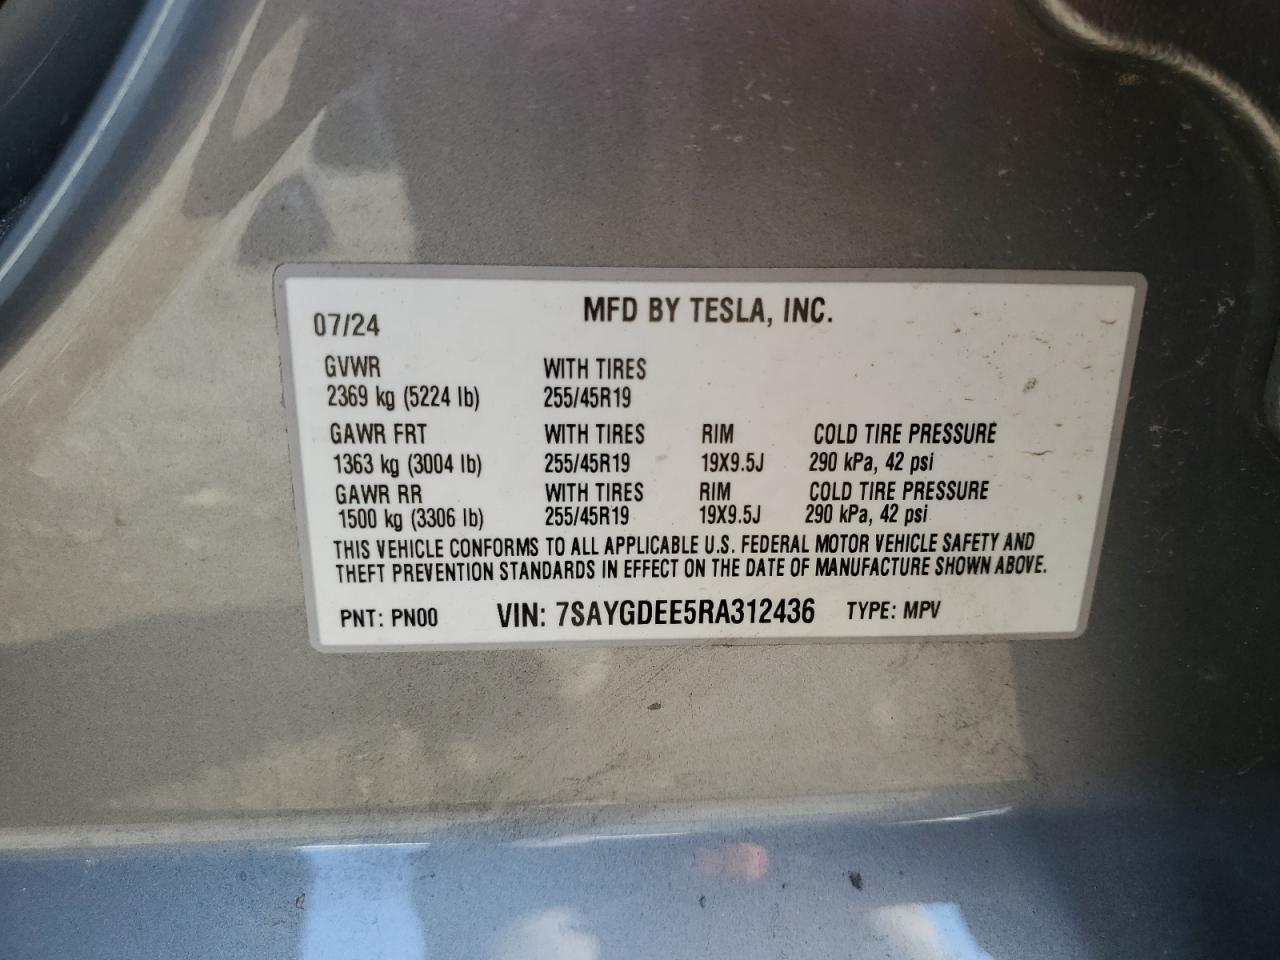 MFD BY TESLA, INC.
07/24
GVWR WITH TIRES
2369 kg (5224 lb) 255/45R19
GAWR FRT WITH TIRES RIM COLD TIRE PRESSURE
1363 kg (3004 lb) 255/45R19 19X9.5J 290 kPa, 42 psi
GAWR RR WITH TIRES RIM COLD TIRE PRESSURE
1500 kg (3306 lb) 255/45R19 19X9.5J 290 kPa, 42 psi
THIS VEHICLE CONFORMS TO ALL APPLICABLE U.S. FEDERAL MOTOR VEHICLE SAFETY AND
THEFT PREVENTION STANDARDS IN EFFECT ON THE DATE OF MANUFACTURE SHOWN ABOVE.
PNT: PN00 VIN: 7SAYGDEE5RA312436 TYPE: MPV